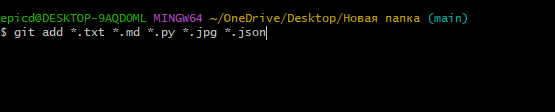 epicd@DESKTOP-9AQDOML MINGW64 ~/OneDrive/Desktop/Новая папка (main)
$ git add *.txt *.md *.py *.jpg *.json